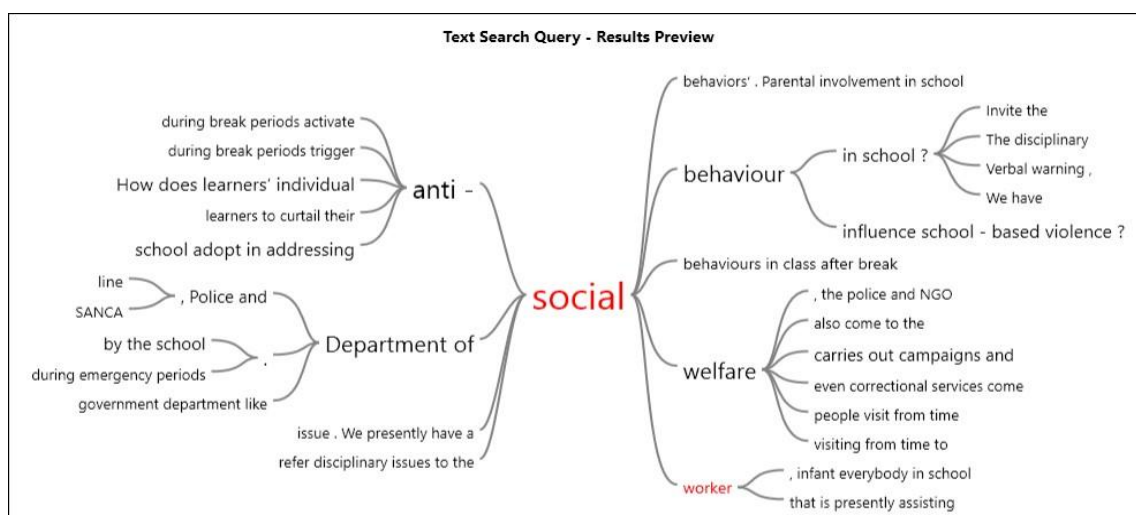 Text Search Query - Results Preview
during break periods activate
during break periods trigger
How does learners' individual
learners to curtail their
school adopt in addressing
anti -
line
SANCA
, Police and
by the school
during emergency periods
.
government department like
Department of
issue . We presently have a
refer disciplinary issues to the
social
behaviors' . Parental involvement in school
behaviour
in school ?
Invite the
The disciplinary
Verbal warning ,
We have
influence school - based violence ?
behaviours in class after break
welfare
, the police and NGO
also come to the
carries out campaigns and
even correctional services come
people visit from time
visiting from time to
worker
, infant everybody in school
that is presently assisting